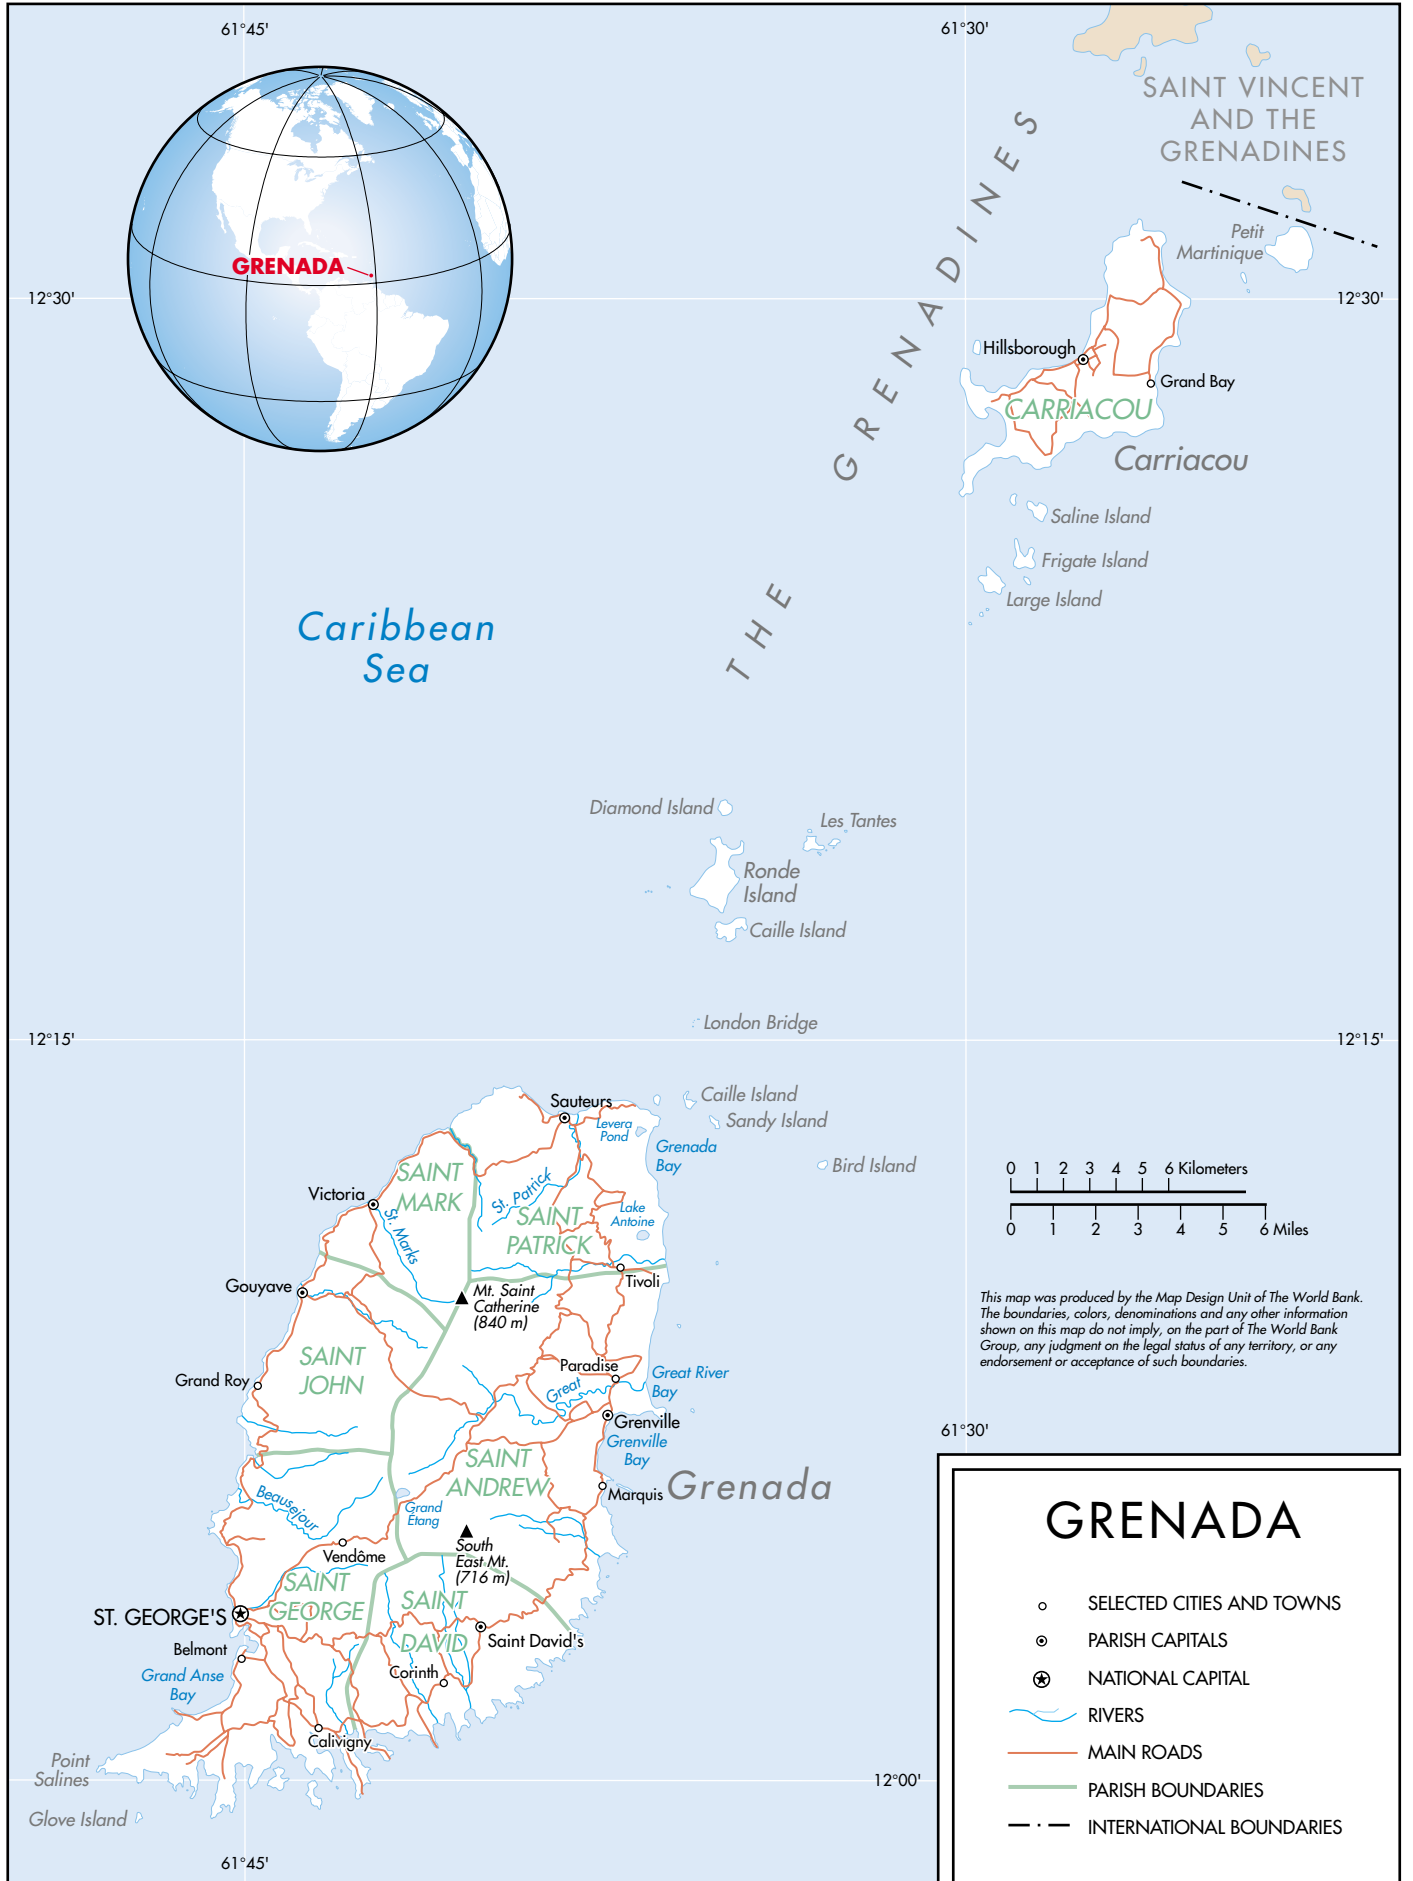 61°45'
61°30'
SAINT VINCENT
AND THE
GRENADINES
THE GRENADINES
GRENADA
Petit
Martinique
12°30'
12°30'
Hillsborough
Grand Bay
CARRIACOU
Carriacou
Saline Island
Frigate Island
Large Island
Caribbean
Sea
Diamond Island
Les Tantes
Ronde
Island
Caille Island
London Bridge
12°15'
12°15'
Sauteurs
Caille Island
Sandy Island
Levera
Pond
Grenada
Bay
Bird Island
SAINT
MARK
Victoria
St. Marks
St. Patrick
SAINT
PATRICK
Lake
Antoine
Tivoli
Gouyave
Mt. Saint
Catherine
(840 m)
SAINT
JOHN
Grand Roy
Paradise
Great
Great River
Bay
Grenville
Grenville
Bay
SAINT
ANDREW
Marquis
Grenada
Beausejour
Grand
Étang
Vendôme
South
East Mt.
(716 m)
SAINT
GEORGE
ST. GEORGE'S
SAINT
DAVID
Saint David's
Belmont
Grand Anse
Bay
Corinth
Calivigny
Point
Salines
Glove Island
12°00'
61°45'
0 1 2 3 4 5 6 Kilometers
0 1 2 3 4 5 6 Miles
This map was produced by the Map Design Unit of The World Bank.
The boundaries, colors, denominations and any other information
shown on this map do not imply, on the part of The World Bank
Group, any judgment on the legal status of any territory, or any
endorsement or acceptance of such boundaries.
61°30'
GRENADA
SELECTED CITIES AND TOWNS
PARISH CAPITALS
NATIONAL CAPITAL
RIVERS
MAIN ROADS
PARISH BOUNDARIES
INTERNATIONAL BOUNDARIES